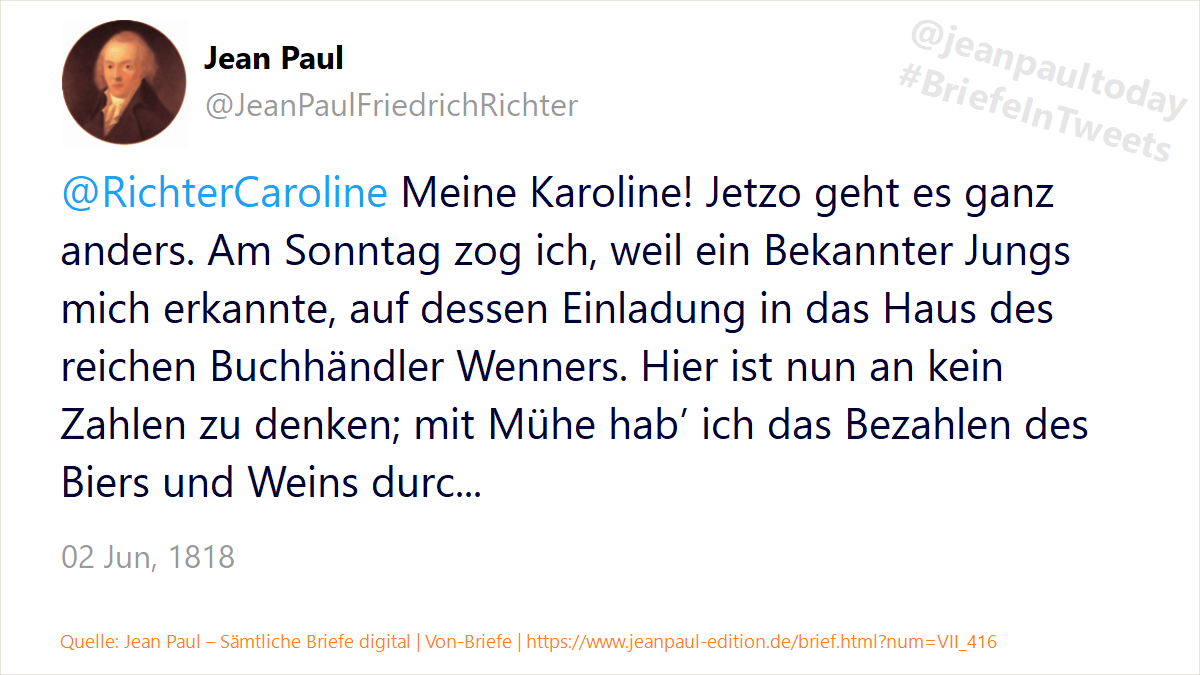 Jean Paul
@JeanPaulFriedrichRichter
@jeanpaultoday
#BriefeInTweets
@RichterCaroline Meine Karoline! Jetzo geht es ganz
anders. Am Sonntag zog ich, weil ein Bekannter Jungs
mich erkannte, auf dessen Einladung in das Haus des
reichen Buchhändler Wenners. Hier ist nun an kein
Zahlen zu denken; mit Mühe hab’ ich das Bezahlen des
Biers und Weins durc...
02 Jun, 1818
Quelle: Jean Paul – Sämtliche Briefe digital | Von-Briefe | https://www.jeanpaul-edition.de/brief.html?num=VII_416